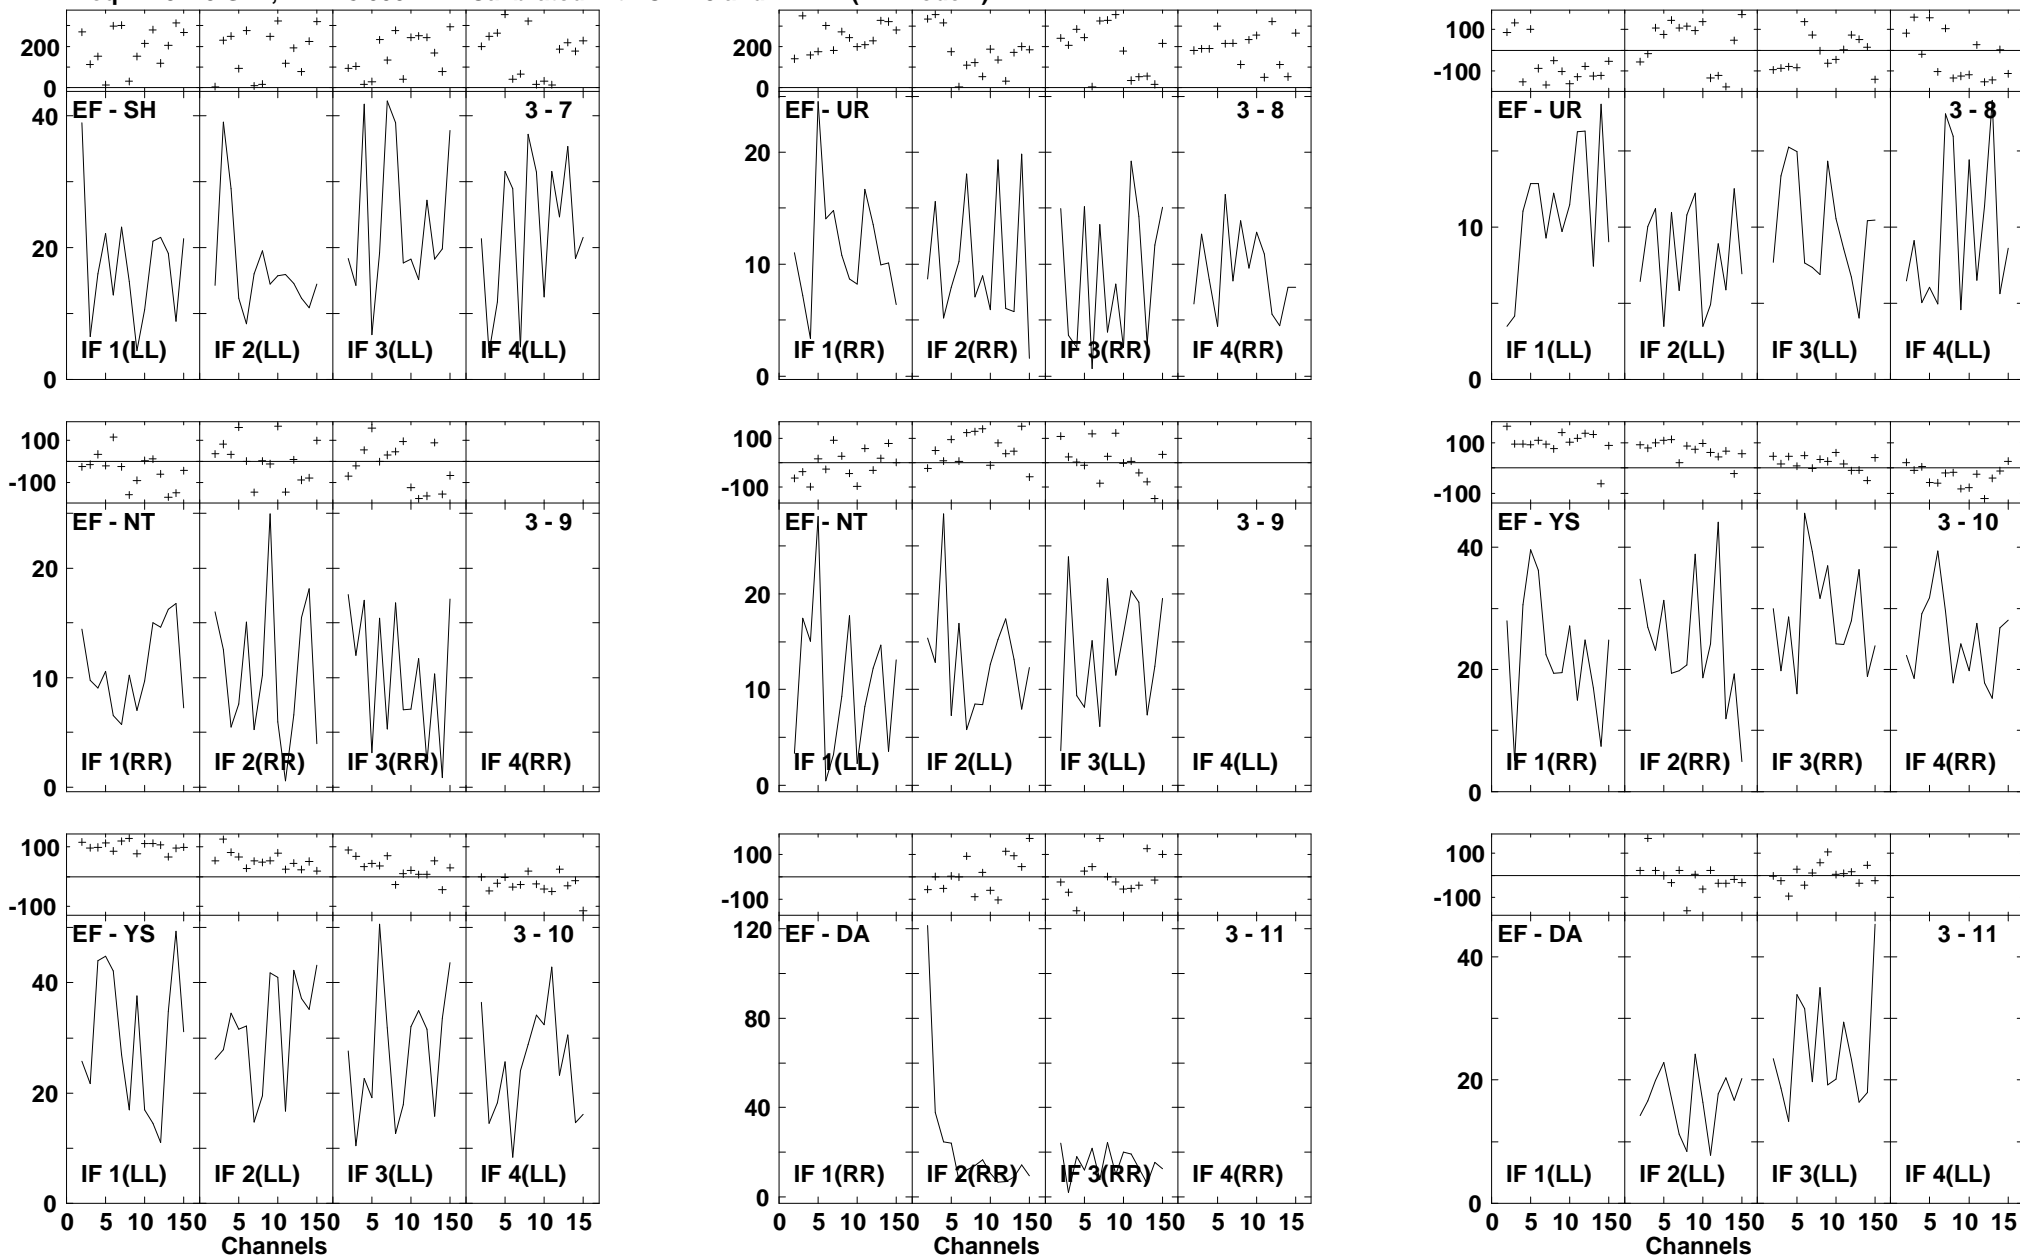 200
0
100
-100
EF - SH 3 - 7
EF - UR 3 - 8
EF - UR 3 - 8
40
20
0
20
10
0
10
0
IF 1(LL) IF 2(LL) IF 3(LL) IF 4(LL)
IF 1(RR) IF 2(RR) IF 3(RR) IF 4(RR)
IF 1(LL) IF 2(LL) IF 3(LL) IF 4(LL)
100
-100
100
-100
100
-100
EF - NT 3 - 9
EF - NT 3 - 9
EF - YS 3 - 10
20
10
0
20
10
0
40
20
0
IF 1(RR) IF 2(RR) IF 3(RR) IF 4(RR)
IF 1(LL) IF 2(LL) IF 3(LL) IF 4(LL)
IF 1(RR) IF 2(RR) IF 3(RR) IF 4(RR)
100
-100
100
-100
100
-100
EF - YS 3 - 10
EF - DA 3 - 11
EF - DA 3 - 11
40
20
0
120
80
40
0
40
20
0
IF 1(LL) IF 2(LL) IF 3(LL) IF 4(LL)
IF 1(RR) IF 2(RR) IF 3(RR) IF 4(RR)
IF 1(LL) IF 2(LL) IF 3(LL) IF 4(LL)
0 5 10 150 5 10 150 5 10 150 5 10 15
0 5 10 150 5 10 150 5 10 150 5 10 15
0 5 10 150 5 10 150 5 10 150 5 10 15
Channels
Channels